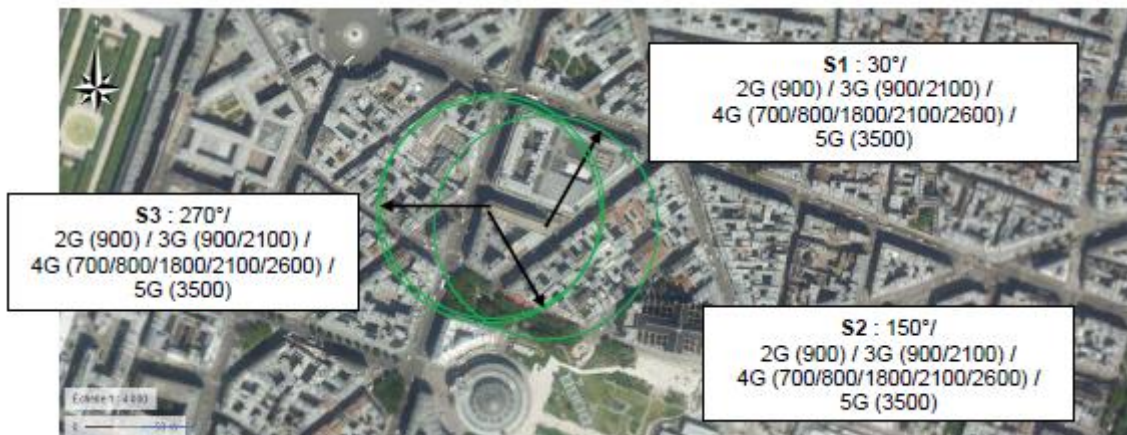 S1 : 30°/
2G (900) / 3G (900/2100) /
4G (700/800/1800/2100/2600) /
5G (3500)
S3 : 270°/
2G (900) / 3G (900/2100) /
4G (700/800/1800/2100/2600) /
5G (3500)
S2 : 150°/
2G (900) / 3G (900/2100) /
4G (700/800/1800/2100/2600) /
5G (3500)
0